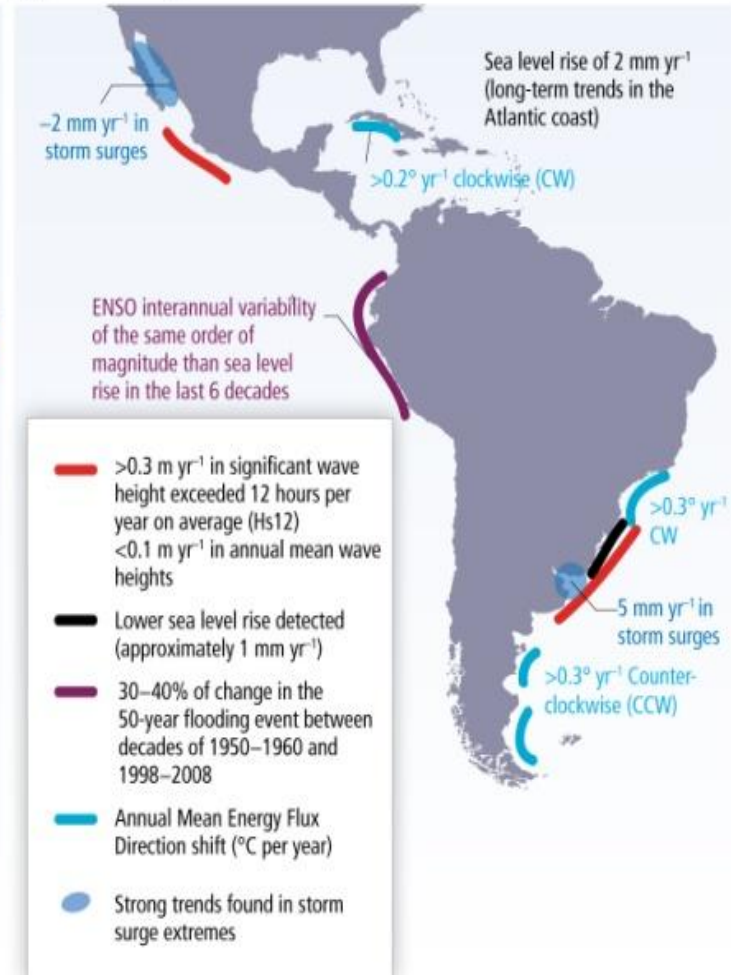 Sea level rise of 2 mm yr⁻¹
(long-term trends in the
Atlantic coast)
–2 mm yr⁻¹ in
storm surges
>0.2° yr⁻¹ clockwise (CW)
ENSO interannual variability
of the same order of
magnitude than sea level
rise in the last 6 decades
>0.3° yr⁻¹
CW
5 mm yr⁻¹ in
storm surges
>0.3° yr⁻¹ Counter-
clockwise (CCW)
>0.3 m yr⁻¹ in significant wave
height exceeded 12 hours per
year on average (Hs12)
<0.1 m yr⁻¹ in annual mean wave
heights
Lower sea level rise detected
(approximately 1 mm yr⁻¹)
30–40% of change in the
50-year flooding event between
decades of 1950–1960 and
1998–2008
Annual Mean Energy Flux
Direction shift (°C per year)
Strong trends found in storm
surge extremes